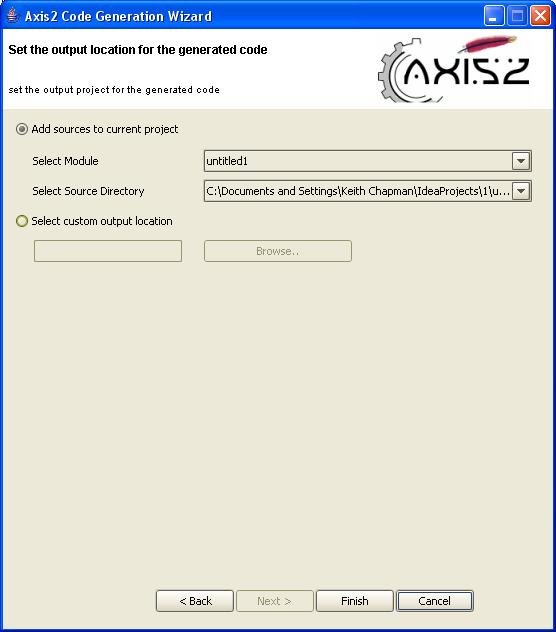 Axis2 Code Generation Wizard
Set the output location for the generated code
set the output project for the generated code
AXIS2
Add sources to current project
Select Module untitled1
Select Source Directory C:\Documents and Settings\Keith Chapman\IdeaProjects\1\u...
Select custom output location
Browse..
< Back Next > Finish Cancel